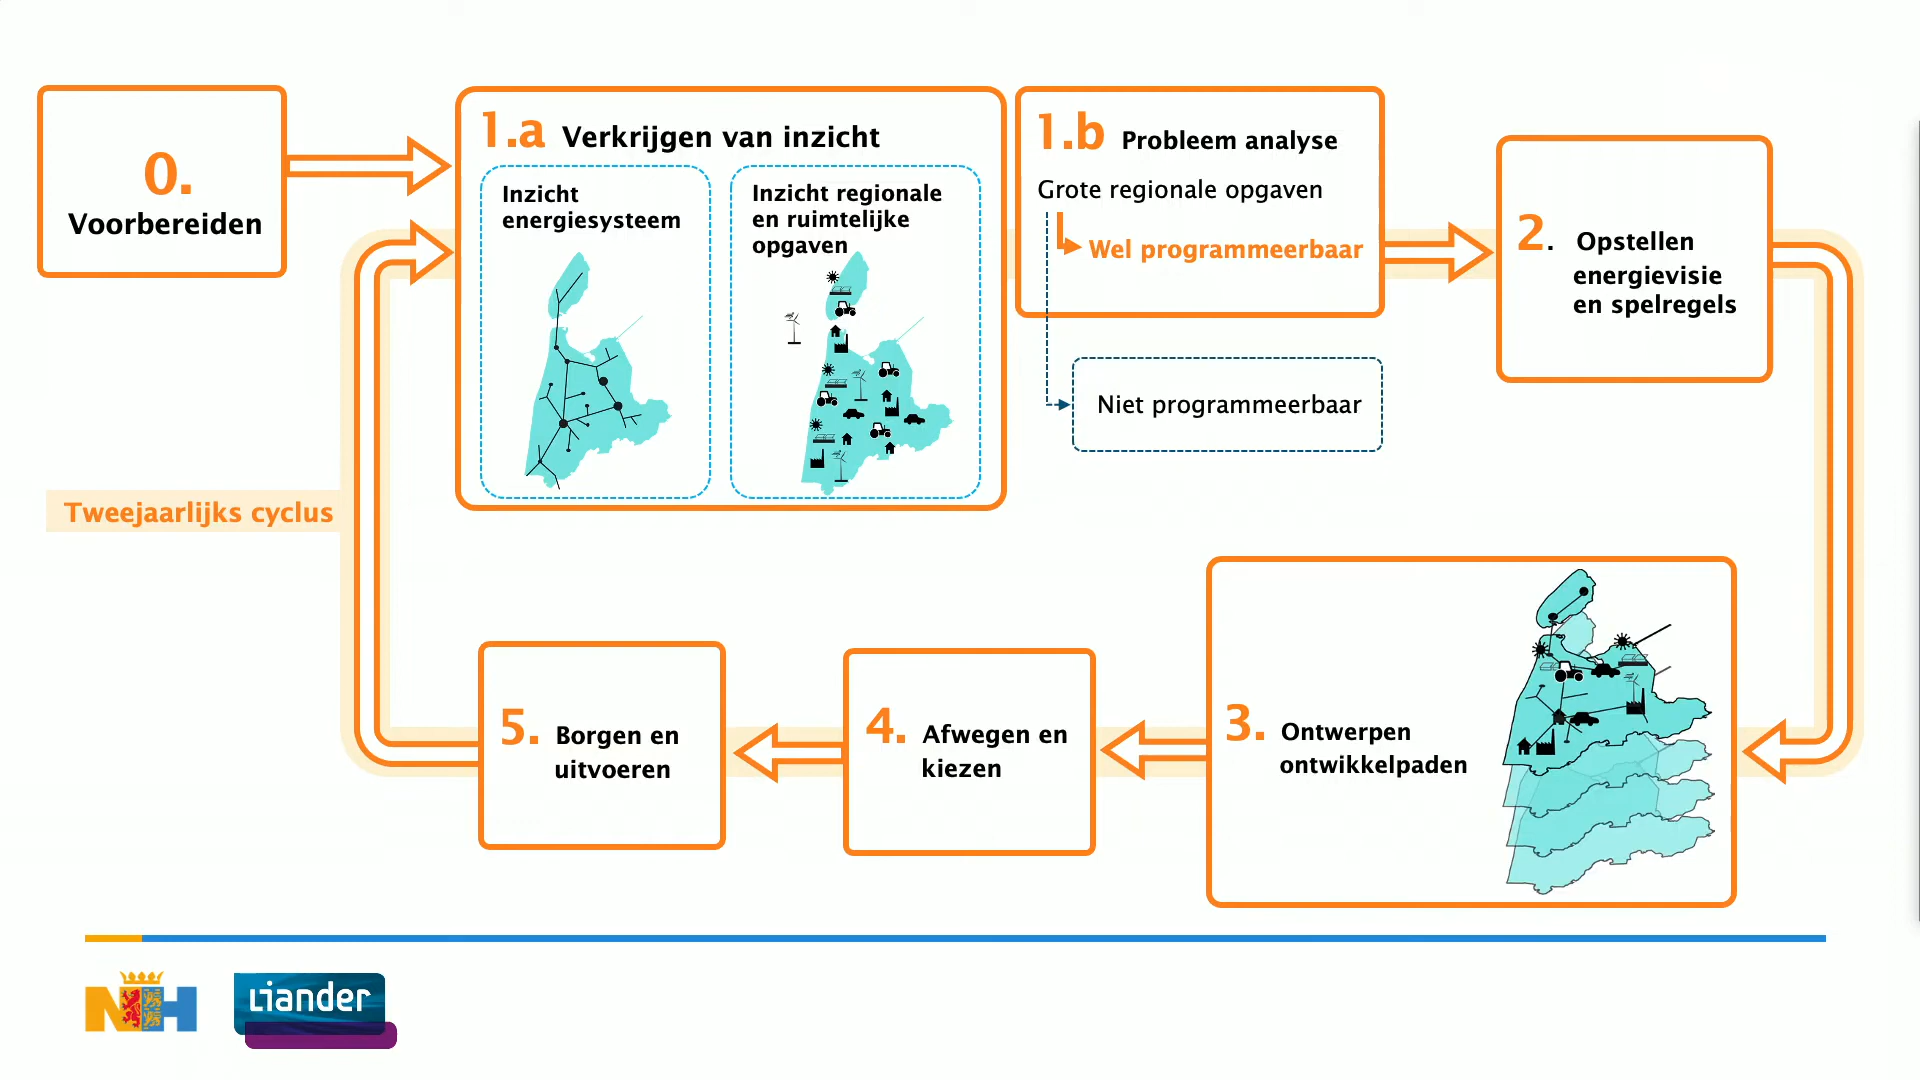 0.
Voorbereiden
1.a Verkrijgen van inzicht
Inzicht
energiesysteem
Inzicht regionale
en ruimtelijke
opgaven
1.b Probleem analyse
Grote regionale opgaven
Wel programmeerbaar
Niet programmeerbaar
2. Opstellen
energievisie
en spelregels
Tweejaarlijks cyclus
3. Ontwerpen
ontwikkelpaden
4. Afwegen en
kiezen
5. Borgen en
uitvoeren
NH
Liander